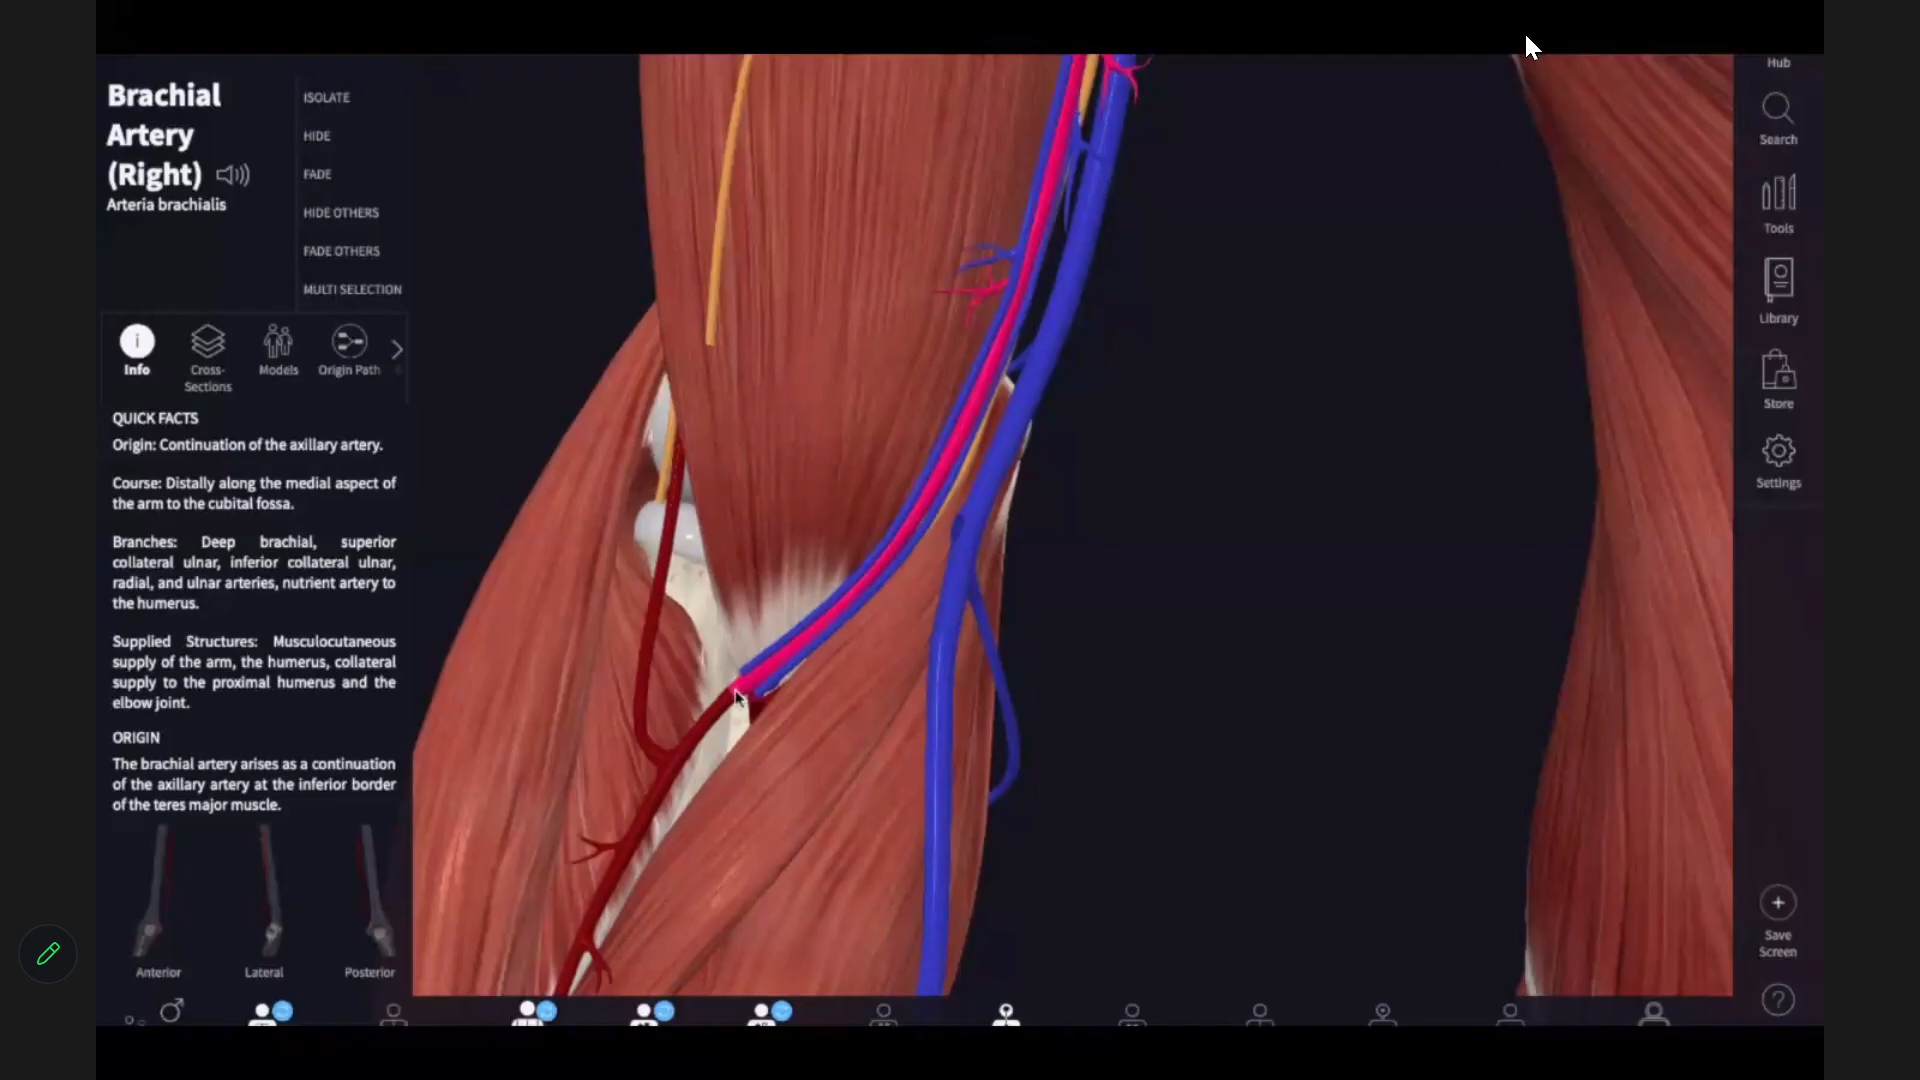 Brachial
Artery
(Right)
Arteria brachialis
ISOLATE
HIDE
FADE
HIDE OTHERS
FADE OTHERS
MULTI SELECTION
Info
Cross-
Sections
Models
Origin Path
QUICK FACTS
Origin: Continuation of the axillary artery.
Course: Distally along the medial aspect of
the arm to the cubital fossa.
Branches: Deep brachial, superior
collateral ulnar, inferior collateral ulnar,
radial, and ulnar arteries, nutrient artery to
the humerus.
Supplied Structures: Musculocutaneous
supply of the arm, the humerus, collateral
supply to the proximal humerus and the
elbow joint.
ORIGIN
The brachial artery arises as a continuation
of the axillary artery at the inferior border
of the teres major muscle.
Anterior
Lateral
Posterior
Hub
Search
Tools
Library
Store
Settings
Save
Screen